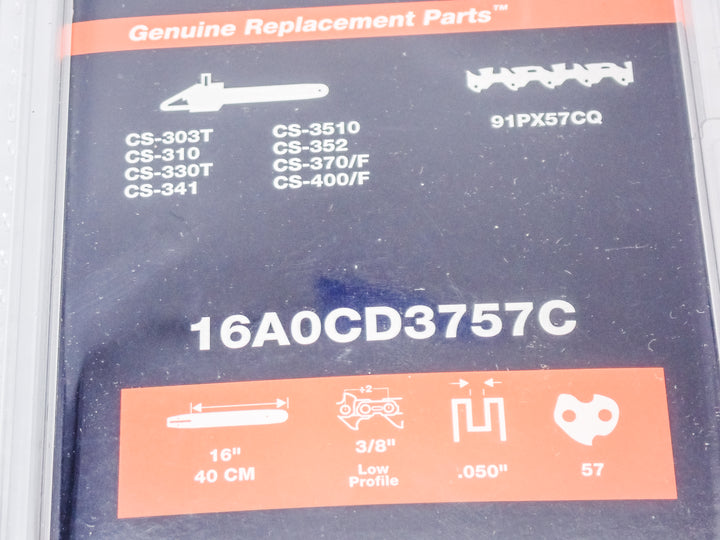 Genuine Replacement Parts™
CS-303T
CS-310
CS-330T
CS-341
CS-3510
CS-352
CS-370/F
CS-400/F
91PX57CQ
16A0CD3757C
16"
40 CM
÷2
3/8"
Low
Profile
.050"
57